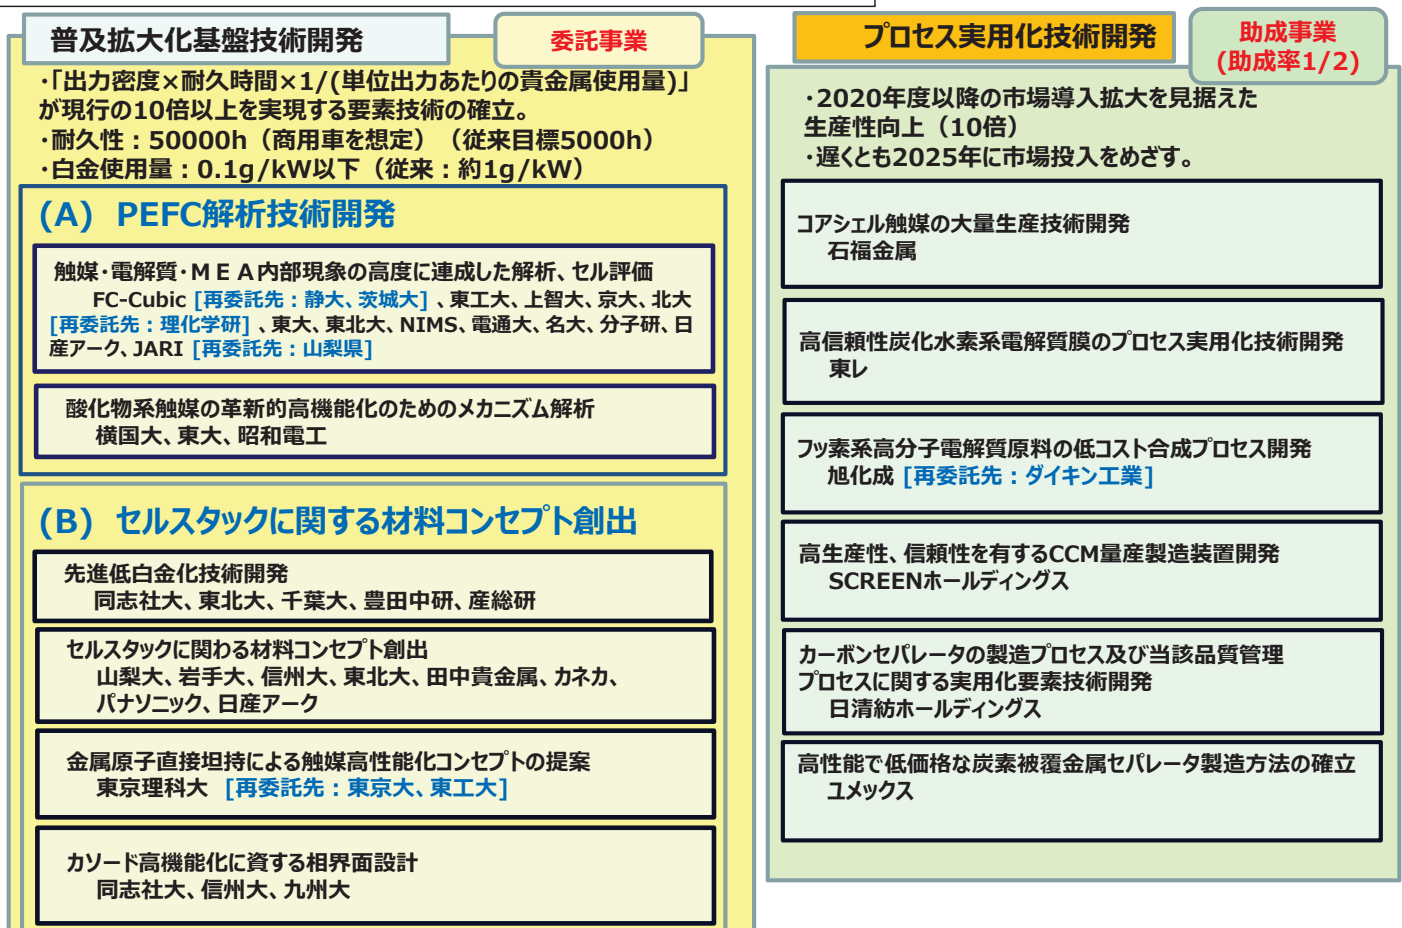 普及拡大化基盤技術開発
委託事業
・「出力密度×耐久時間×1/(単位出力あたりの貴金属使用量)」
が現行の10倍以上を実現する要素技術の確立。
・耐久性：50000h（商用車を想定）（従来目標5000h）
・白金使用量：0.1g/kW以下（従来：約1g/kW）
(A) PEFC解析技術開発
触媒・電解質・ＭＥＡ内部現象の高度に連成した解析、セル評価
FC-Cubic [再委託先：静大、茨城大] 、東工大、上智大、京大、北大
[再委託先：理化学研] 、東大、東北大、NIMS、電通大、名大、分子研、日
産アーク、JARI [再委託先：山梨県]
酸化物系触媒の革新的高機能化のためのメカニズム解析
横国大、東大、昭和電工
(B) セルスタックに関する材料コンセプト創出
先進低白金化技術開発
同志社大、東北大、千葉大、豊田中研、産総研
セルスタックに関わる材料コンセプト創出
山梨大、岩手大、信州大、東北大、田中貴金属、カネカ、
パナソニック、日産アーク
金属原子直接坦持による触媒高性能化コンセプトの提案
東京理科大 [再委託先：東京大、東工大]
カソード高機能化に資する相界面設計
同志社大、信州大、九州大
プロセス実用化技術開発
助成事業
(助成率1/2)
・2020年度以降の市場導入拡大を見据えた
生産性向上（10倍）
・遅くとも2025年に市場投入をめざす。
コアシェル触媒の大量生産技術開発
石福金属
高信頼性炭化水素系電解質膜のプロセス実用化技術開発
東レ
フッ素系高分子電解質原料の低コスト合成プロセス開発
旭化成 [再委託先：ダイキン工業]
高生産性、信頼性を有するCCM量産製造装置開発
SCREENホールディングス
カーボンセパレータの製造プロセス及び当該品質管理
プロセスに関する実用化要素技術開発
日清紡ホールディングス
高性能で低価格な炭素被覆金属セパレータ製造方法の確立
ユメックス